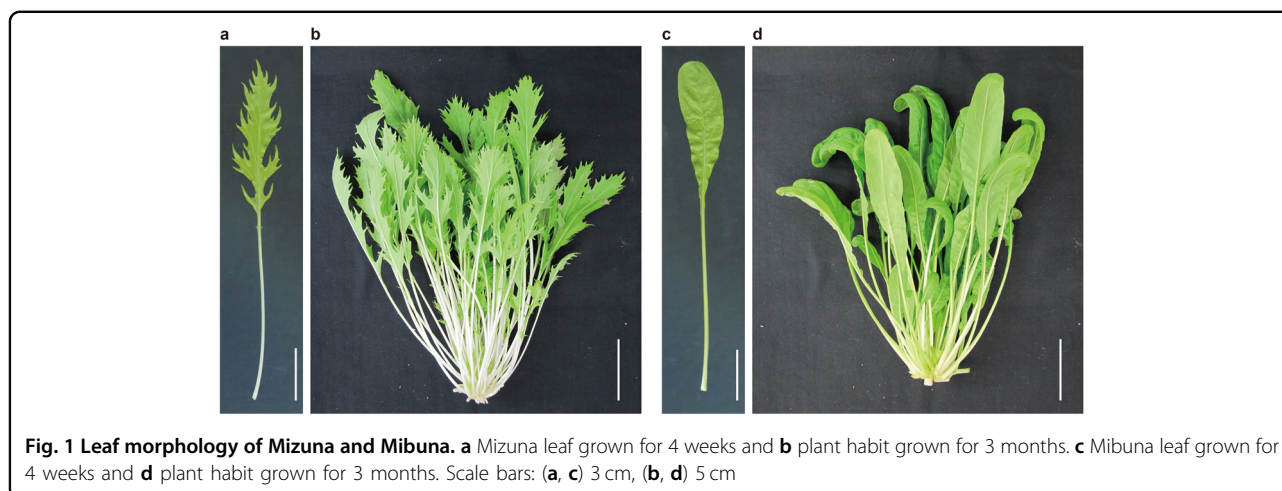 a b c d
Fig. 1 Leaf morphology of Mizuna and Mibuna. a Mizuna leaf grown for 4 weeks and b plant habit grown for 3 months. c Mibuna leaf grown for
4 weeks and d plant habit grown for 3 months. Scale bars: (a, c) 3 cm, (b, d) 5 cm